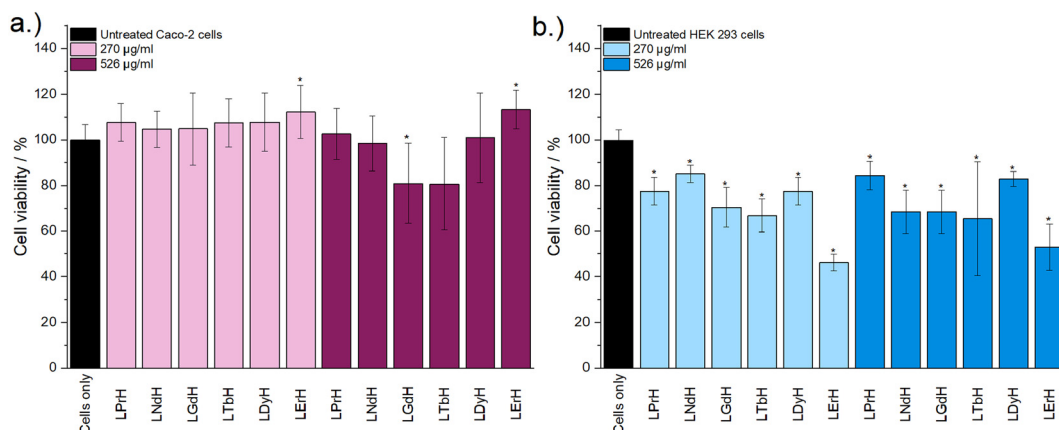 a.)
Untreated Caco-2 cells
270 µg/ml
526 µg/ml
Cell viability / %
140
120
100
80
60
40
20
0
* * *
Cells only
LPrH
LNdH
LGdH
LTbH
LDyH
LErH
LPrH
LNdH
LGdH
LTbH
LDyH
LErH
b.)
Untreated HEK 293 cells
270 µg/ml
526 µg/ml
Cell viability / %
140
120
100
80
60
40
20
0
* * * * * * * * * * * *
Cells only
LPrH
LNdH
LGdH
LTbH
LDyH
LErH
LPrH
LNdH
LGdH
LTbH
LDyH
LErH